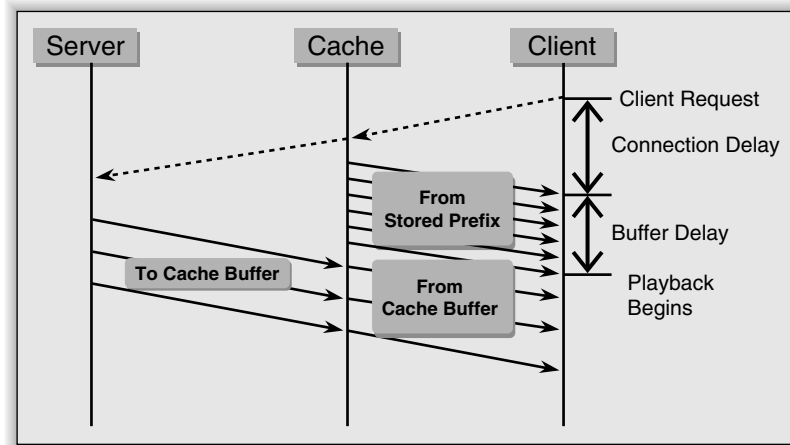 Server
Cache
Client
Client Request
Connection Delay
From
Stored Prefix
Buffer Delay
To Cache Buffer
From
Cache Buffer
Playback
Begins